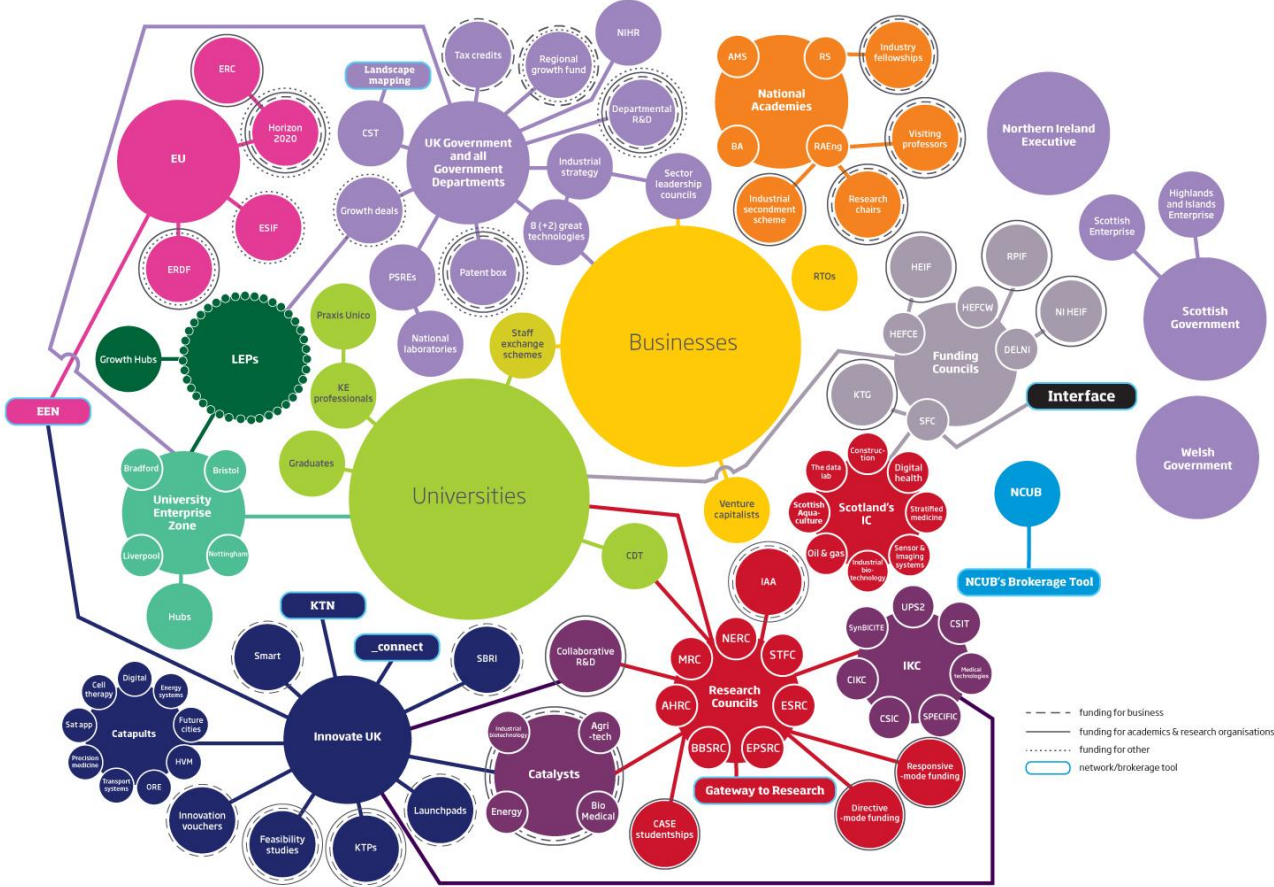 ERC
Horizon
2020
EU
ESIF
ERDF
Landscape
mapping
Tax credits
Regional
growth fund
NIHR
Departmental
R&D
CST
UK Government
and all
Government
Departments
Industrial
strategy
Sector
leadership
councils
Growth deals
8 (+2) great
technologies
PSREs
Patent box
National
laboratories
AMS
RS
Industry
fellowships
National
Academies
BA
RAEng
Visiting
professors
Industrial
secondment
scheme
Research
chairs
Northern Ireland
Executive
Highlands
and Islands
Enterprise
Scottish
Enterprise
Scottish
Government
Welsh
Government
RTOs
Businesses
Venture
capitalists
Staff
exchange
schemes
HEIF
RPIF
NI HEIF
HEFCW
HEFCE
DELNI
Funding
Councils
KTG
SFC
Interface
Growth Hubs
LEPs
EEN
Praxis Unico
KE
professionals
Graduates
Universities
CDT
Bradford
Bristol
University
Enterprise
Zone
Liverpool
Nottingham
Hubs
Construc-
tion
The data
lab
Digital
health
Scottish
Aqua-
culture
Scotland's
IC
Stratified
medicine
Oil & gas
Industrial
bio-
technology
Sensor &
Imaging
systems
NCUB
NCUB's Brokerage Tool
KTN
_connect
Smart
SBRI
Innovate UK
Cell
therapy
Digital
Energy
systems
Sat app
Future
cities
Catapults
Precision
medicine
HVM
Transport
systems
ORE
Innovation
vouchers
Feasibility
studies
KTPs
Launchpads
Collaborative
R&D
Industrial
biotechnology
Agri
-tech
Catalysts
Energy
Bio
Medical
IAA
NERC
MRC
STFC
AHRC
Research
Councils
ESRC
BBSRC
EPSRC
Gateway to Research
CASE
studentships
Directive
-mode funding
Responsive
-mode funding
UPS2
SynBICITE
CSIT
CIKC
IKC
Medical
technologies
CSIC
SPECIFIC
funding for business
funding for academics & research organisations
funding for other
network/brokerage tool